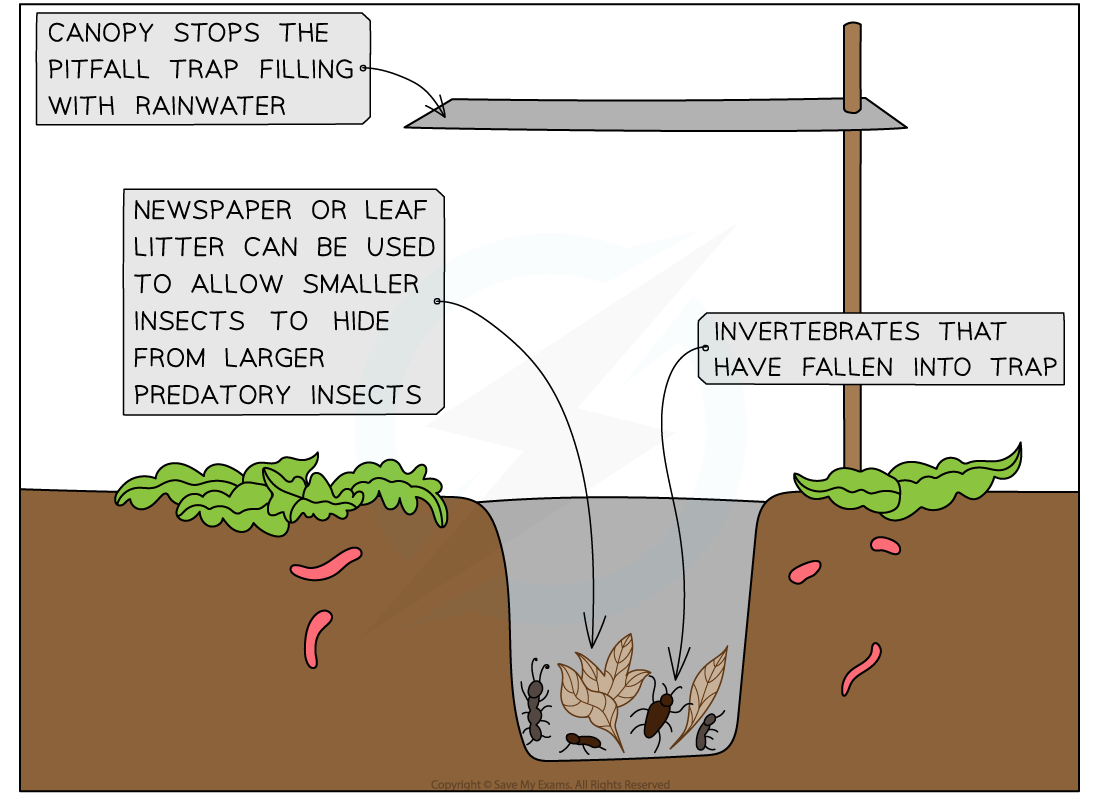 CANOPY STOPS THE
PITFALL TRAP FILLING
WITH RAINWATER
NEWSPAPER OR LEAF
LITTER CAN BE USED
TO ALLOW SMALLER
INSECTS TO HIDE
FROM LARGER
PREDATORY INSECTS
INVERTEBRATES THAT
HAVE FALLEN INTO TRAP
Copyright © Save My Exams. All Rights Reserved